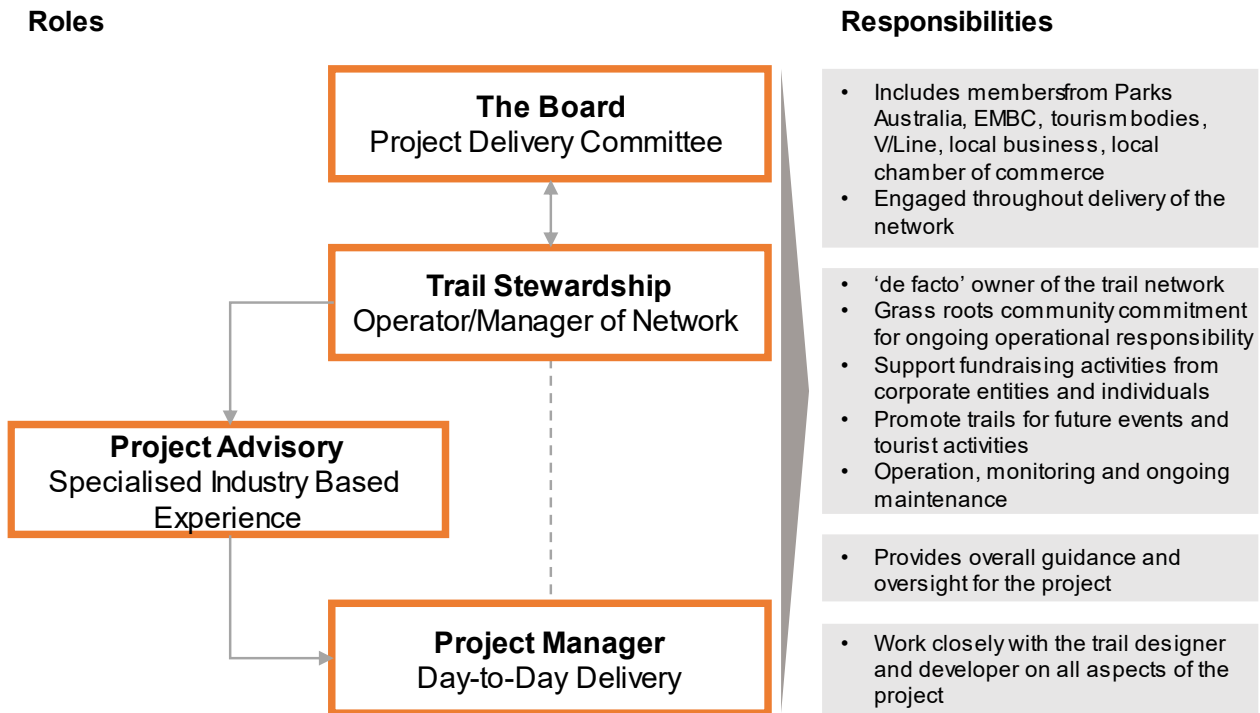 Roles
Responsibilities
The Board
Project Delivery Committee
Trail Stewardship
Operator/Manager of Network
Project Advisory
Specialised Industry Based
Experience
Project Manager
Day-to-Day Delivery
• Includes members from Parks
Australia, EMBC, tourism bodies,
V/Line, local business, local
chamber of commerce
• Engaged throughout delivery of the
network
• ‘de facto’ owner of the trail network
• Grass roots community commitment
for ongoing operational responsibility
• Support fundraising activities from
corporate entities and individuals
• Promote trails for future events and
tourist activities
• Operation, monitoring and ongoing
maintenance
• Provides overall guidance and
oversight for the project
• Work closely with the trail designer
and developer on all aspects of the
project